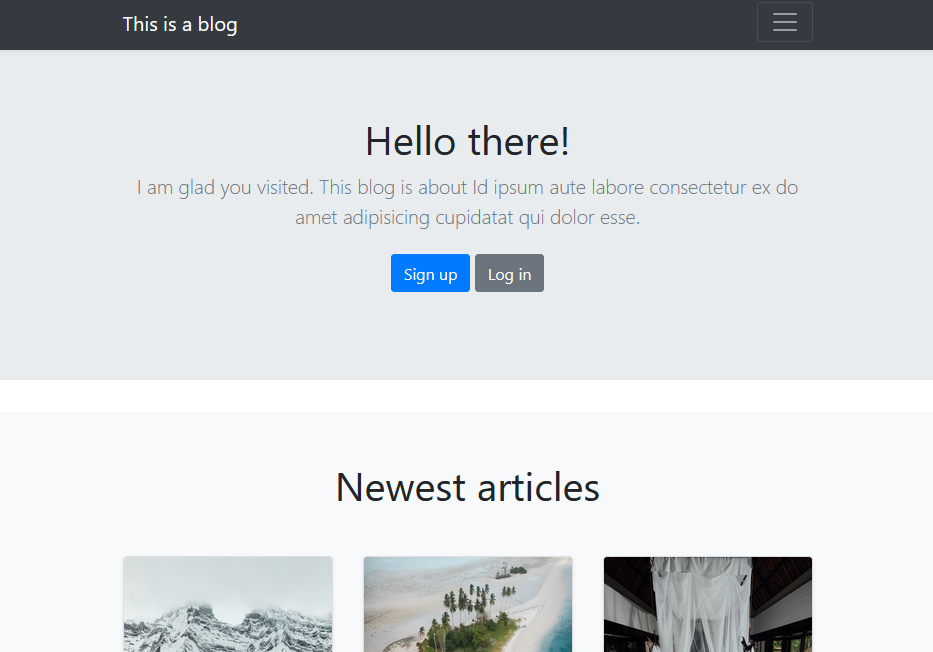 This is a blog
Hello there!
I am glad you visited. This blog is about Id ipsum aute labore consectetur ex do
amet adipisicing cupidatat qui dolor esse.
Sign up Log in
Newest articles